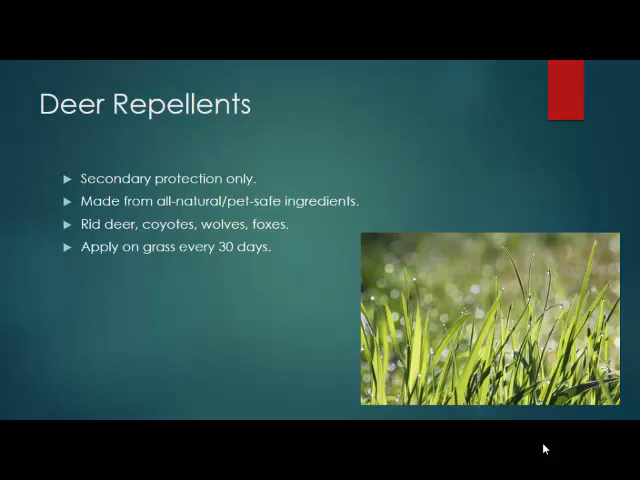 Deer Repellents
Secondary protection only.
Made from all-natural/pet-safe ingredients.
Rid deer, coyotes, wolves, foxes.
Apply on grass every 30 days.